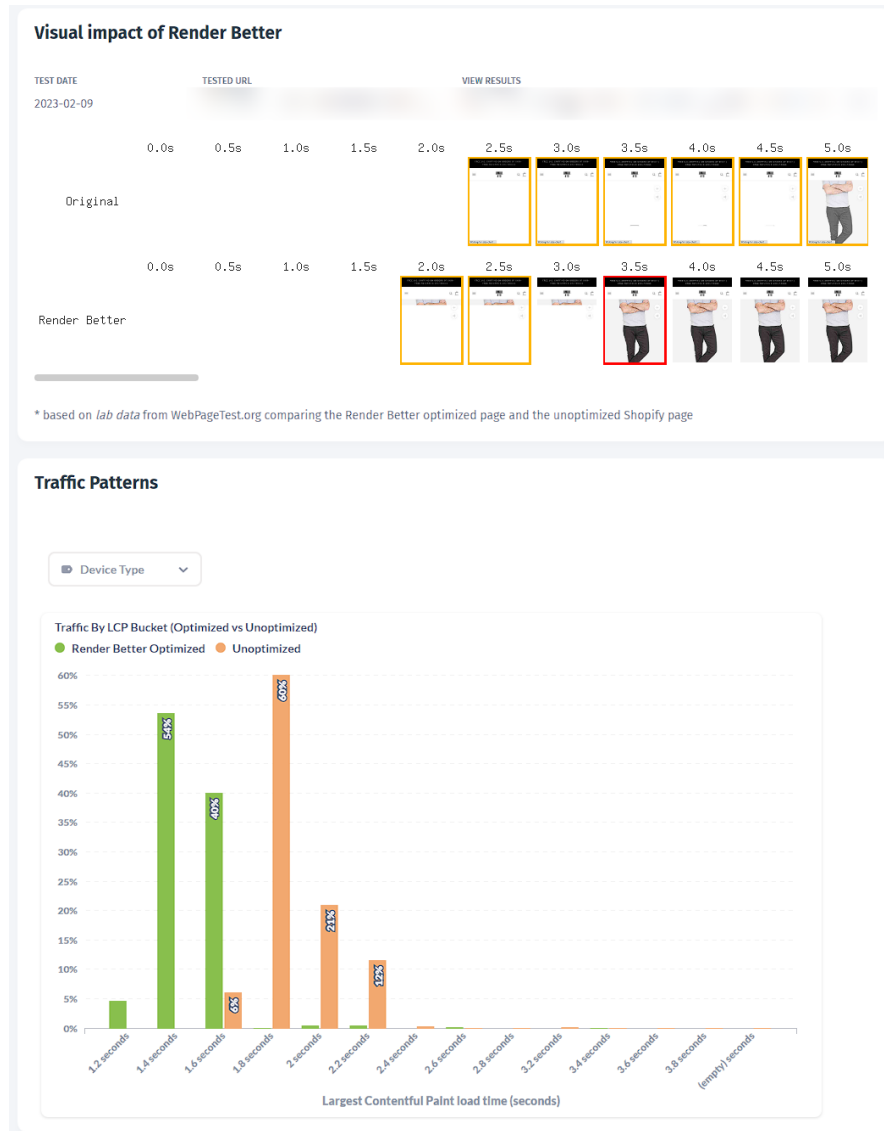 Visual impact of Render Better
TEST DATE TESTED URL VIEW RESULTS
2023-02-09
0.0s 0.5s 1.0s 1.5s 2.0s 2.5s 3.0s 3.5s 4.0s 4.5s 5.0s
Original
0.0s 0.5s 1.0s 1.5s 2.0s 2.5s 3.0s 3.5s 4.0s 4.5s 5.0s
Render Better
* based on lab data from WebPageTest.org comparing the Render Better optimized page and the unoptimized Shopify page
Traffic Patterns
Device Type
Traffic By LCP Bucket (Optimized vs Unoptimized)
Render Better Optimized Unoptimized
60%
55%
50%
45%
40%
35%
30%
25%
20%
15%
10%
5%
0%
54%
40%
6%
60%
21%
12%
1.2 seconds
1.4 seconds
1.6 seconds
1.8 seconds
2 seconds
2.2 seconds
2.4 seconds
2.6 seconds
2.8 seconds
3.2 seconds
3.4 seconds
3.6 seconds
3.8 seconds
(empty) seconds
Largest Contentful Paint load time (seconds)